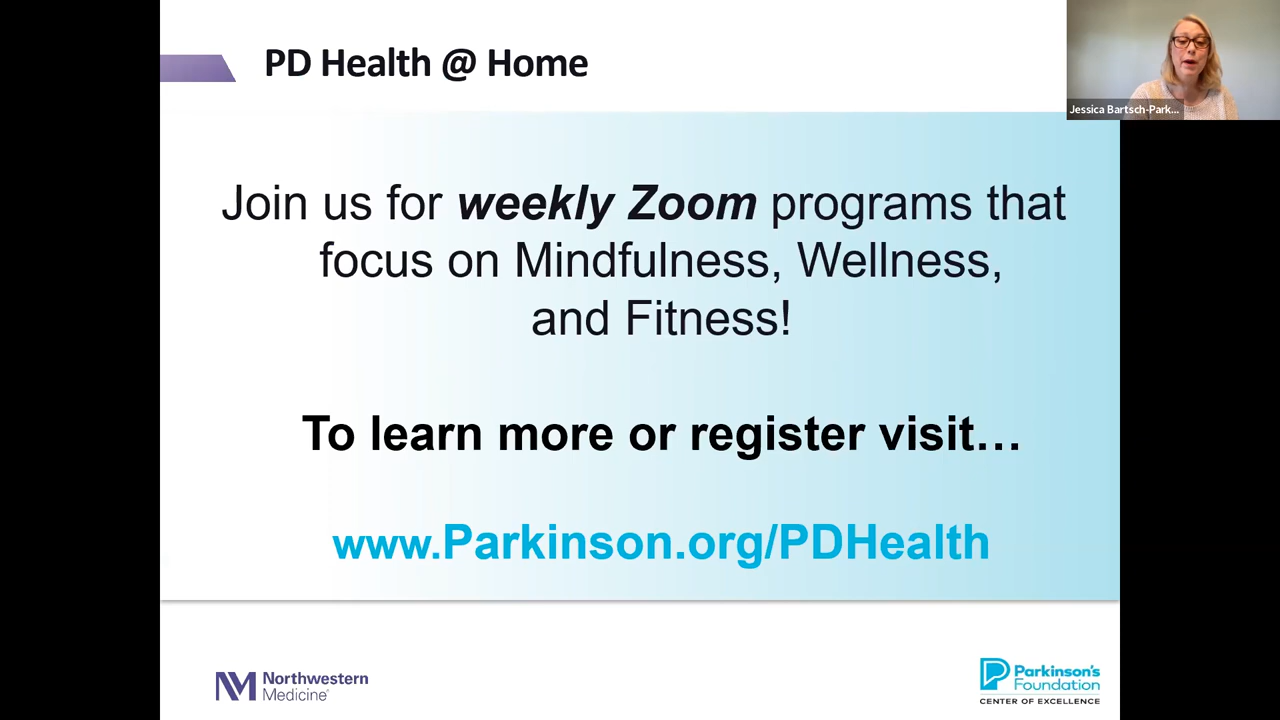 PD Health @ Home
Jessica Bartsch-Park...
Join us for weekly Zoom programs that
focus on Mindfulness, Wellness,
and Fitness!
To learn more or register visit…
www.Parkinson.org/PDHealth
NM Northwestern
Medicine®
Parkinson's
Foundation
CENTER OF EXCELLENCE